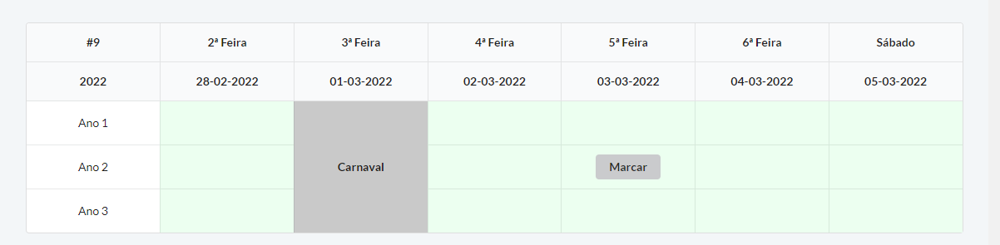 #9 2ª Feira 3ª Feira 4ª Feira 5ª Feira 6ª Feira Sábado
2022 28-02-2022 01-03-2022 02-03-2022 03-03-2022 04-03-2022 05-03-2022
Ano 1
Ano 2 Carnaval Marcar
Ano 3